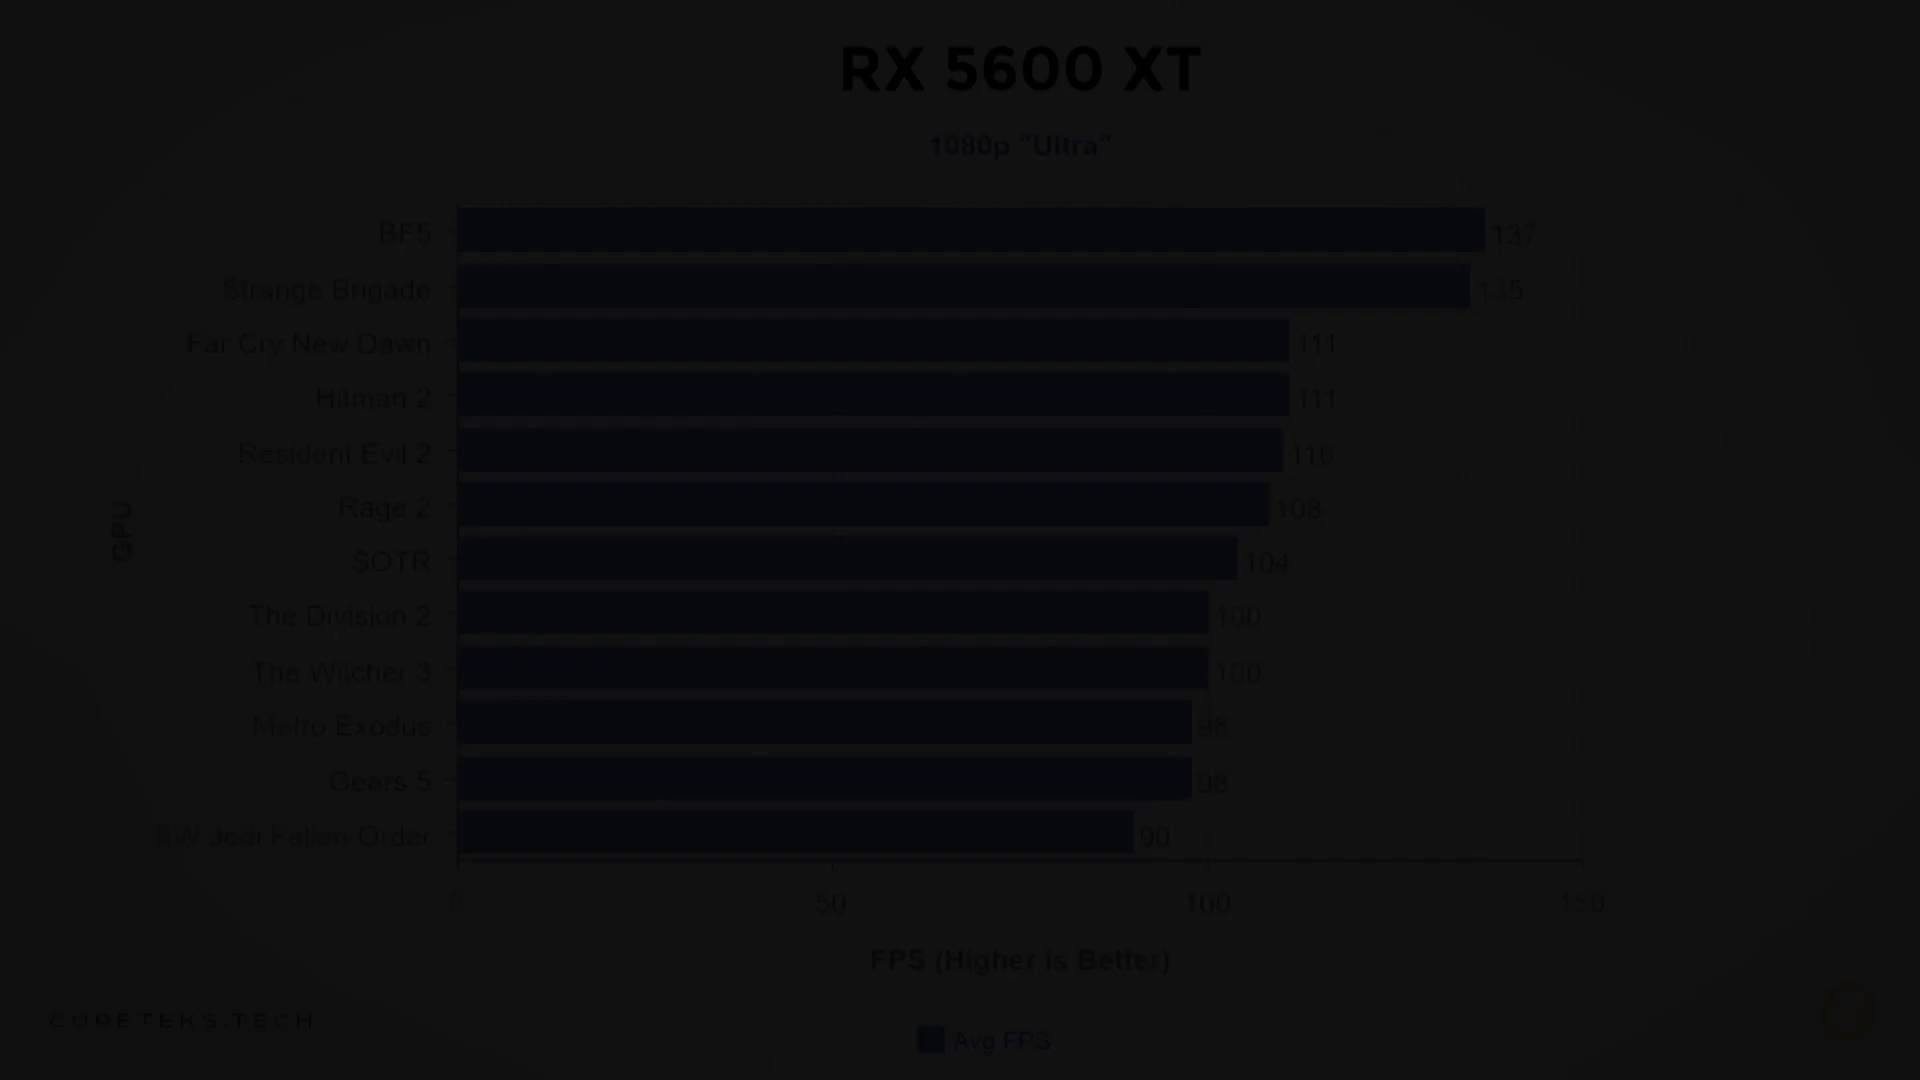 RX 5600 XT
1080p "Ultra"
BF5 137
Strange Brigade 135
Far Cry New Dawn 111
Hitman 2 111
Resident Evil 2 110
Rage 2 108
SOTR 104
The Division 2 100
The Witcher 3 100
Metro Exodus 98
Gears 5 98
SW Jedi Fallen Order 90
GPU
0 50 100 150
FPS (Higher is Better)
Avg FPS
CORETEKS.TECH